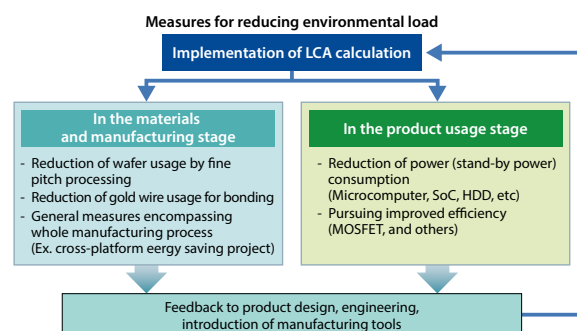 Measures for reducing environmental load
Implementation of LCA calculation
In the materials
and manufacturing stage
- Reduction of wafer usage by fine
pitch processing
- Reduction of gold wire usage for bonding
- General measures encompassing
whole manufacturing process
(Ex. cross-platform eergy saving project)
In the product usage stage
- Reduction of power (stand-by power)
consumption
(Microcomputer, SoC, HDD, etc)
- Pursuing improved efficiency
(MOSFET, and others)
Feedback to product design, engineering,
introduction of manufacturing tools